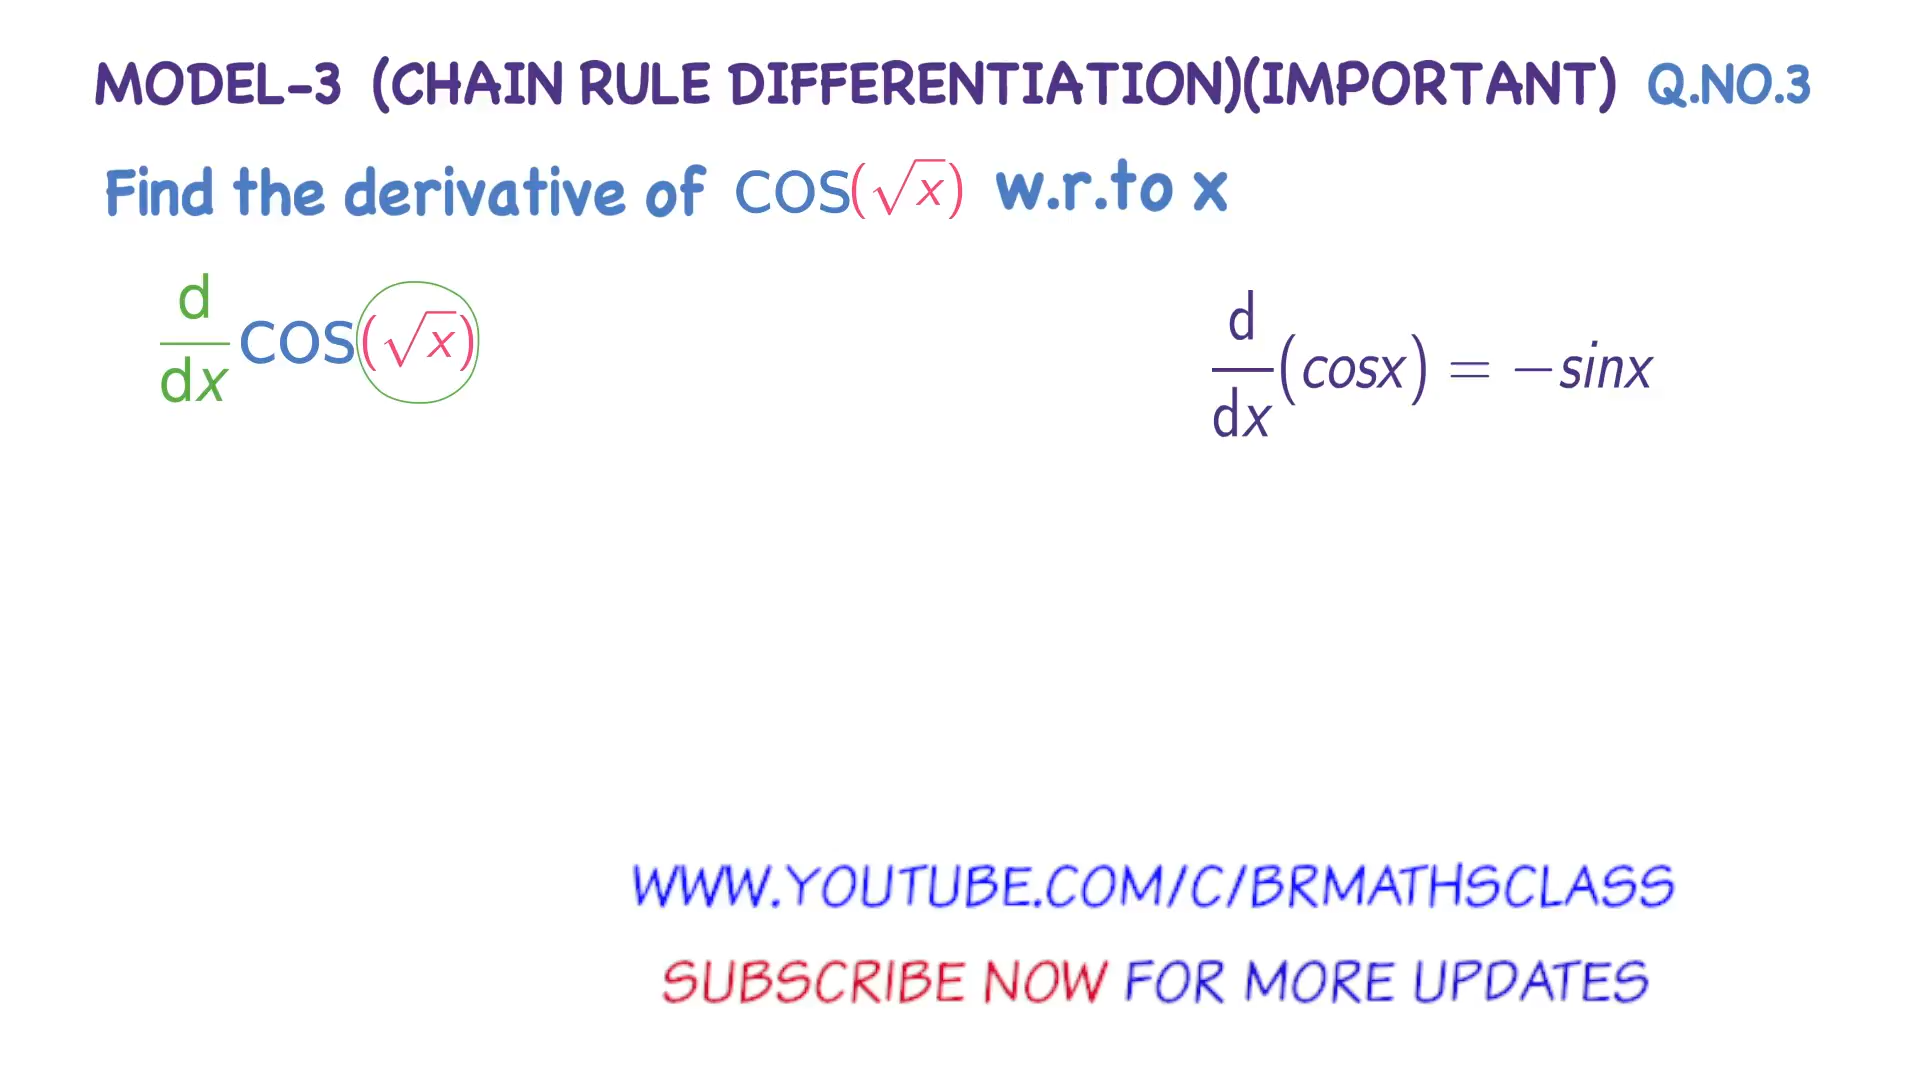 MODEL-3 (CHAIN RULE DIFFERENTIATION)(IMPORTANT) Q.NO.3
Find the derivative of COS(√x) w.r.to x
d/dx COS(√x)
d/dx (cosx) = −sinx
WWW.YOUTUBE.COM/C/BRMATHSCLASS
SUBSCRIBE NOW FOR MORE UPDATES